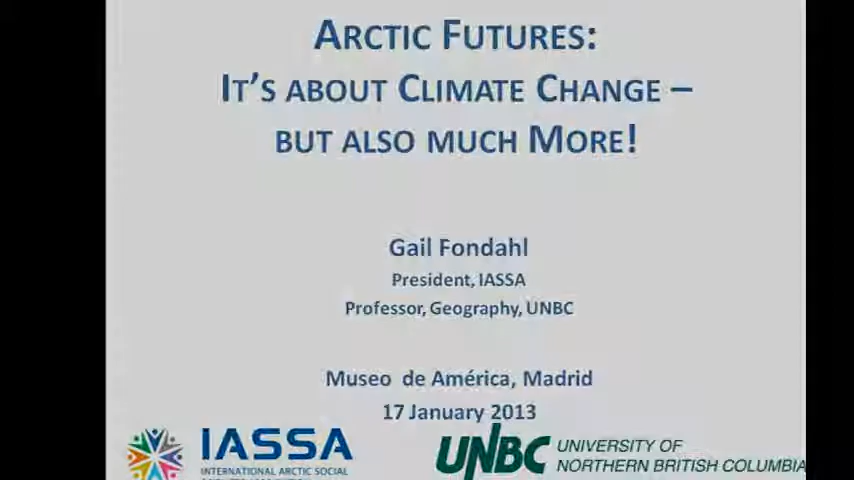 ARCTIC FUTURES:
IT'S ABOUT CLIMATE CHANGE –
BUT ALSO MUCH MORE!
Gail Fondahl
President, IASSA
Professor, Geography, UNBC
Museo de América, Madrid
17 January 2013
IASSA
INTERNATIONAL ARCTIC SOCIAL
UNBC
UNIVERSITY OF
NORTHERN BRITISH COLUMBIA